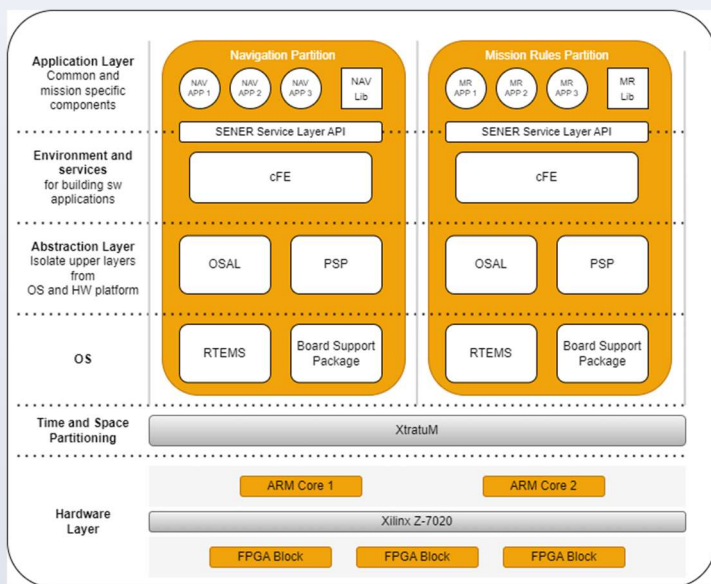 Application Layer
Common and
mission specific
components
Navigation Partition
NAV
APP 1
NAV
APP 2
NAV
APP 3
NAV
Lib
Mission Rules Partition
MR
APP 1
MR
APP 2
MR
APP 3
MR
Lib
SENER Service Layer API
SENER Service Layer API
Environment and
services
for building sw
applications
cFE
cFE
Abstraction Layer
Isolate upper layers
from
OS and HW platform
OSAL
PSP
OSAL
PSP
OS
RTEMS
Board Support
Package
RTEMS
Board Support
Package
Time and Space
Partitioning
XtratuM
Hardware
Layer
ARM Core 1
ARM Core 2
Xilinx Z-7020
FPGA Block
FPGA Block
FPGA Block